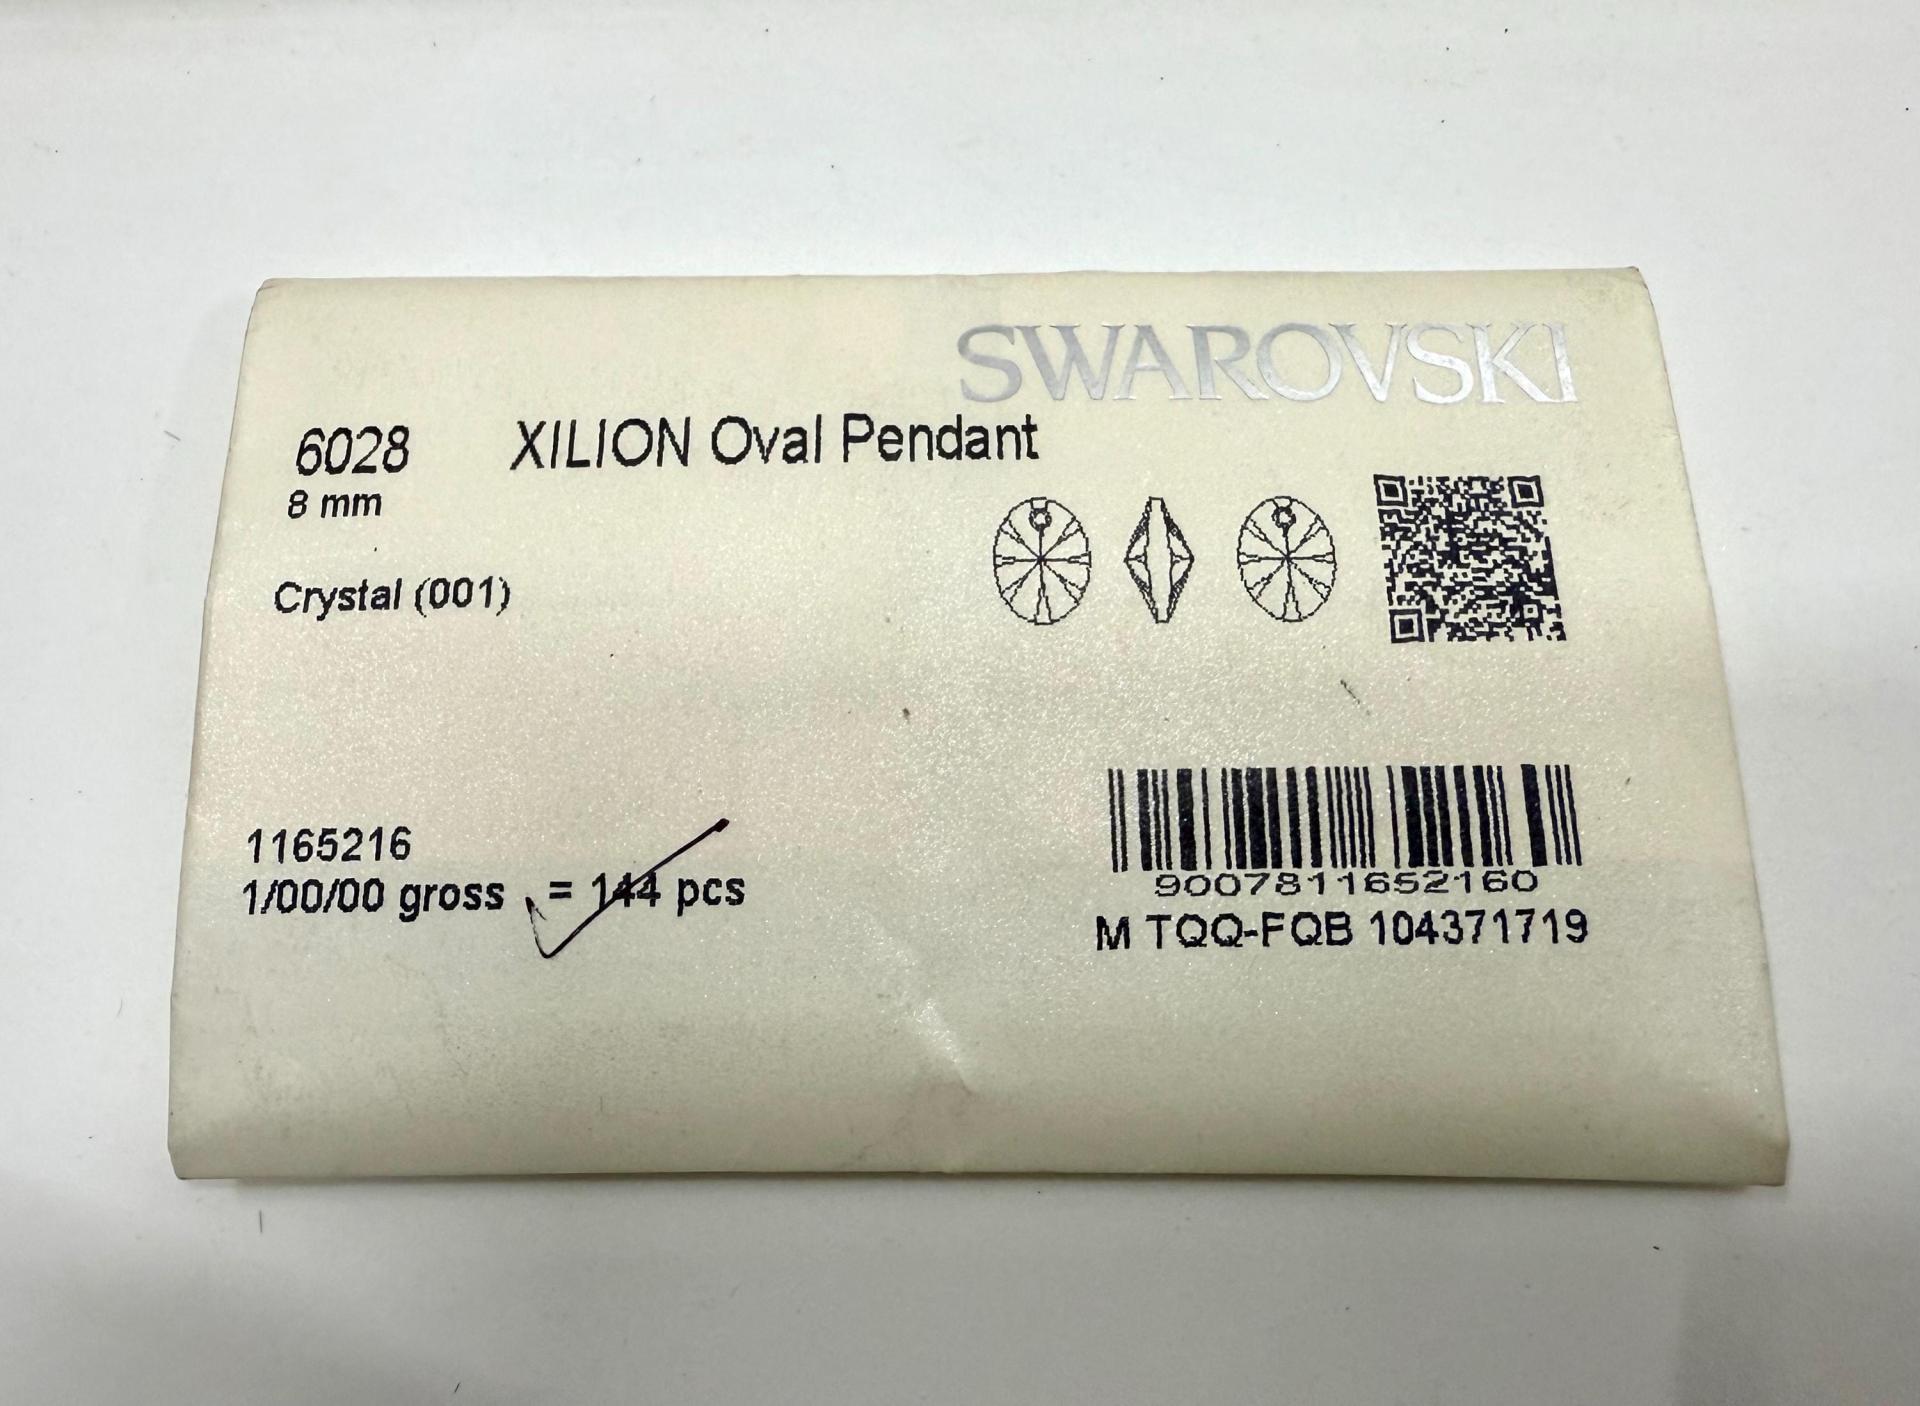 SWAROVSKI
6028 XILION Oval Pendant
8 mm
Crystal (001)
1165216
1/00/00 gross = 144 pcs
9007811652160
M TQQ-FQB 104371719